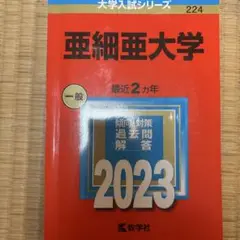 大学入試シリーズ
224
亜細亜大学
最近2カ年
一般
傾向と対策
過去問
解答
2023
教学社